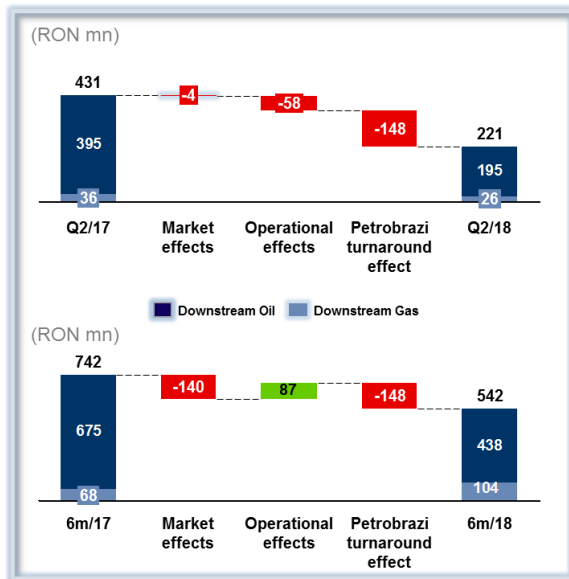 (RON mn)
431
-4
-58
-148
221
395
195
36
26
Q2/17
Market
effects
Operational
effects
Petrobrazi
turnaround
effect
Q2/18
Downstream Oil
Downstream Gas
(RON mn)
742
-140
87
-148
542
675
438
68
104
6m/17
Market
effects
Operational
effects
Petrobrazi
turnaround
effect
6m/18